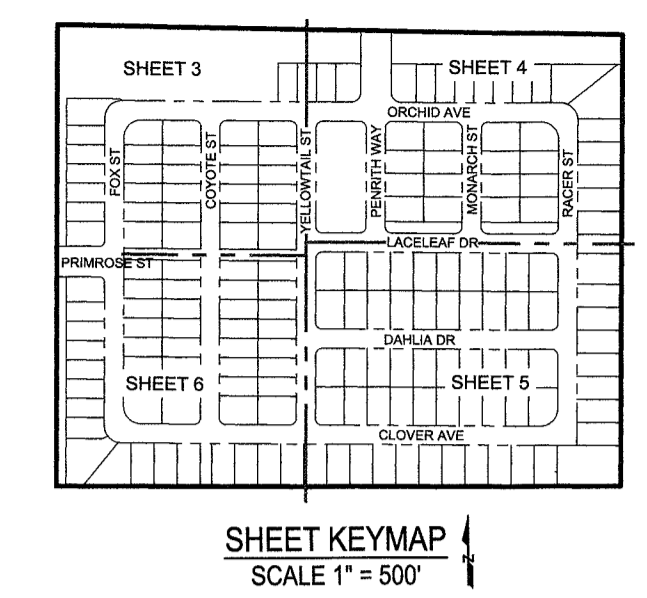 SHEET 3
SHEET 4
ORCHID AVE
FOX ST
COYOTE ST
YELLOWTAIL ST
PENRITH WAY
MONARCH ST
RACER ST
LACELEAF DR
PRIMROSE ST
DAHLIA DR
SHEET 6
SHEET 5
CLOVER AVE
SHEET KEYMAP
SCALE 1" = 500'
N